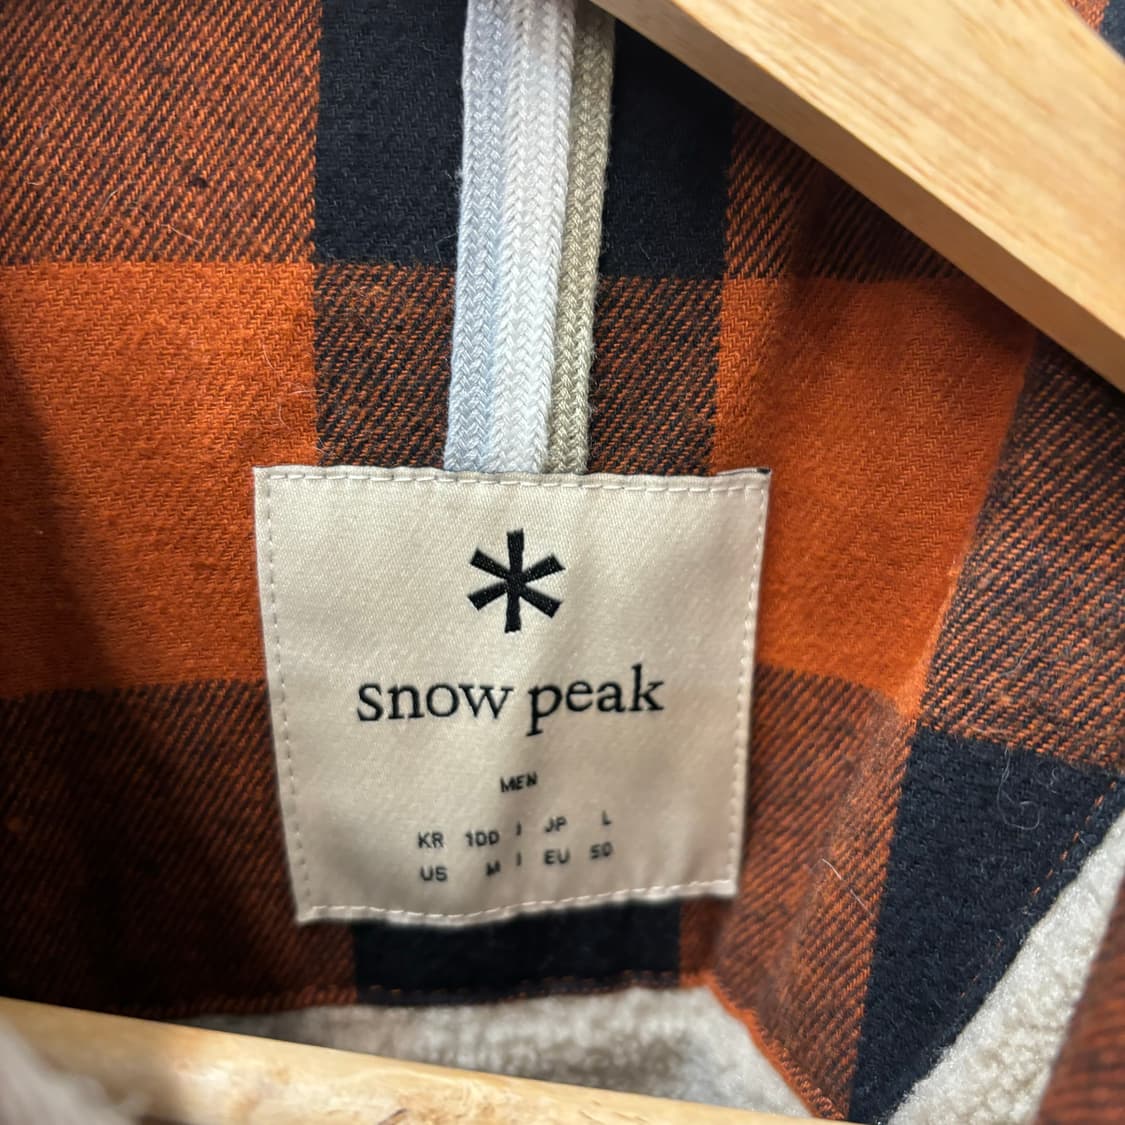 snow peak
MEN
KR 100 | JP L
US M | EU 50